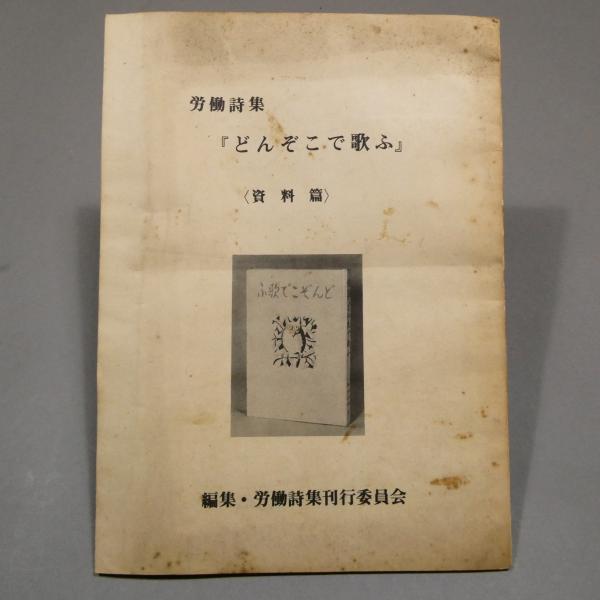 労働詩集
『どんぞこで歌ふ』
〈資料篇〉
ふ歌でこぞんど
編集・労働詩集刊行委員会